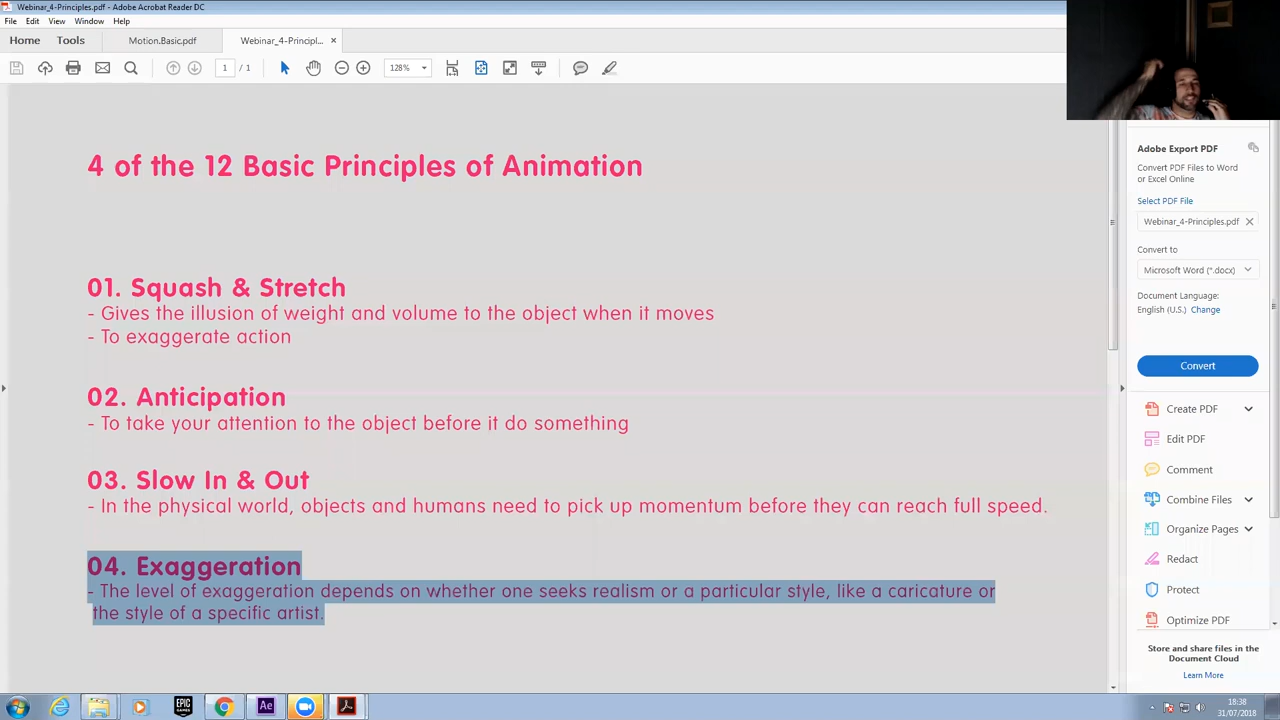 Webinar_4-Principles.pdf - Adobe Acrobat Reader DC
File Edit View Window Help
Home Tools Motion.Basic.pdf Webinar_4-Principl... ×
1 / 1 128%
4 of the 12 Basic Principles of Animation
01. Squash & Stretch
- Gives the illusion of weight and volume to the object when it moves
- To exaggerate action
02. Anticipation
- To take your attention to the object before it do something
03. Slow In & Out
- In the physical world, objects and humans need to pick up momentum before they can reach full speed.
04. Exaggeration
- The level of exaggeration depends on whether one seeks realism or a particular style, like a caricature or
the style of a specific artist.
Adobe Export PDF
Convert PDF Files to Word
or Excel Online
Select PDF File
Webinar_4-Principles.pdf ×
Convert to
Microsoft Word (*.docx)
Document Language:
English (U.S.) Change
Convert
Create PDF
Edit PDF
Comment
Combine Files
Organize Pages
Redact
Protect
Optimize PDF
Store and share files in the
Document Cloud
Learn More
EPIC
GAMES
Ae
18:38
31/07/2018